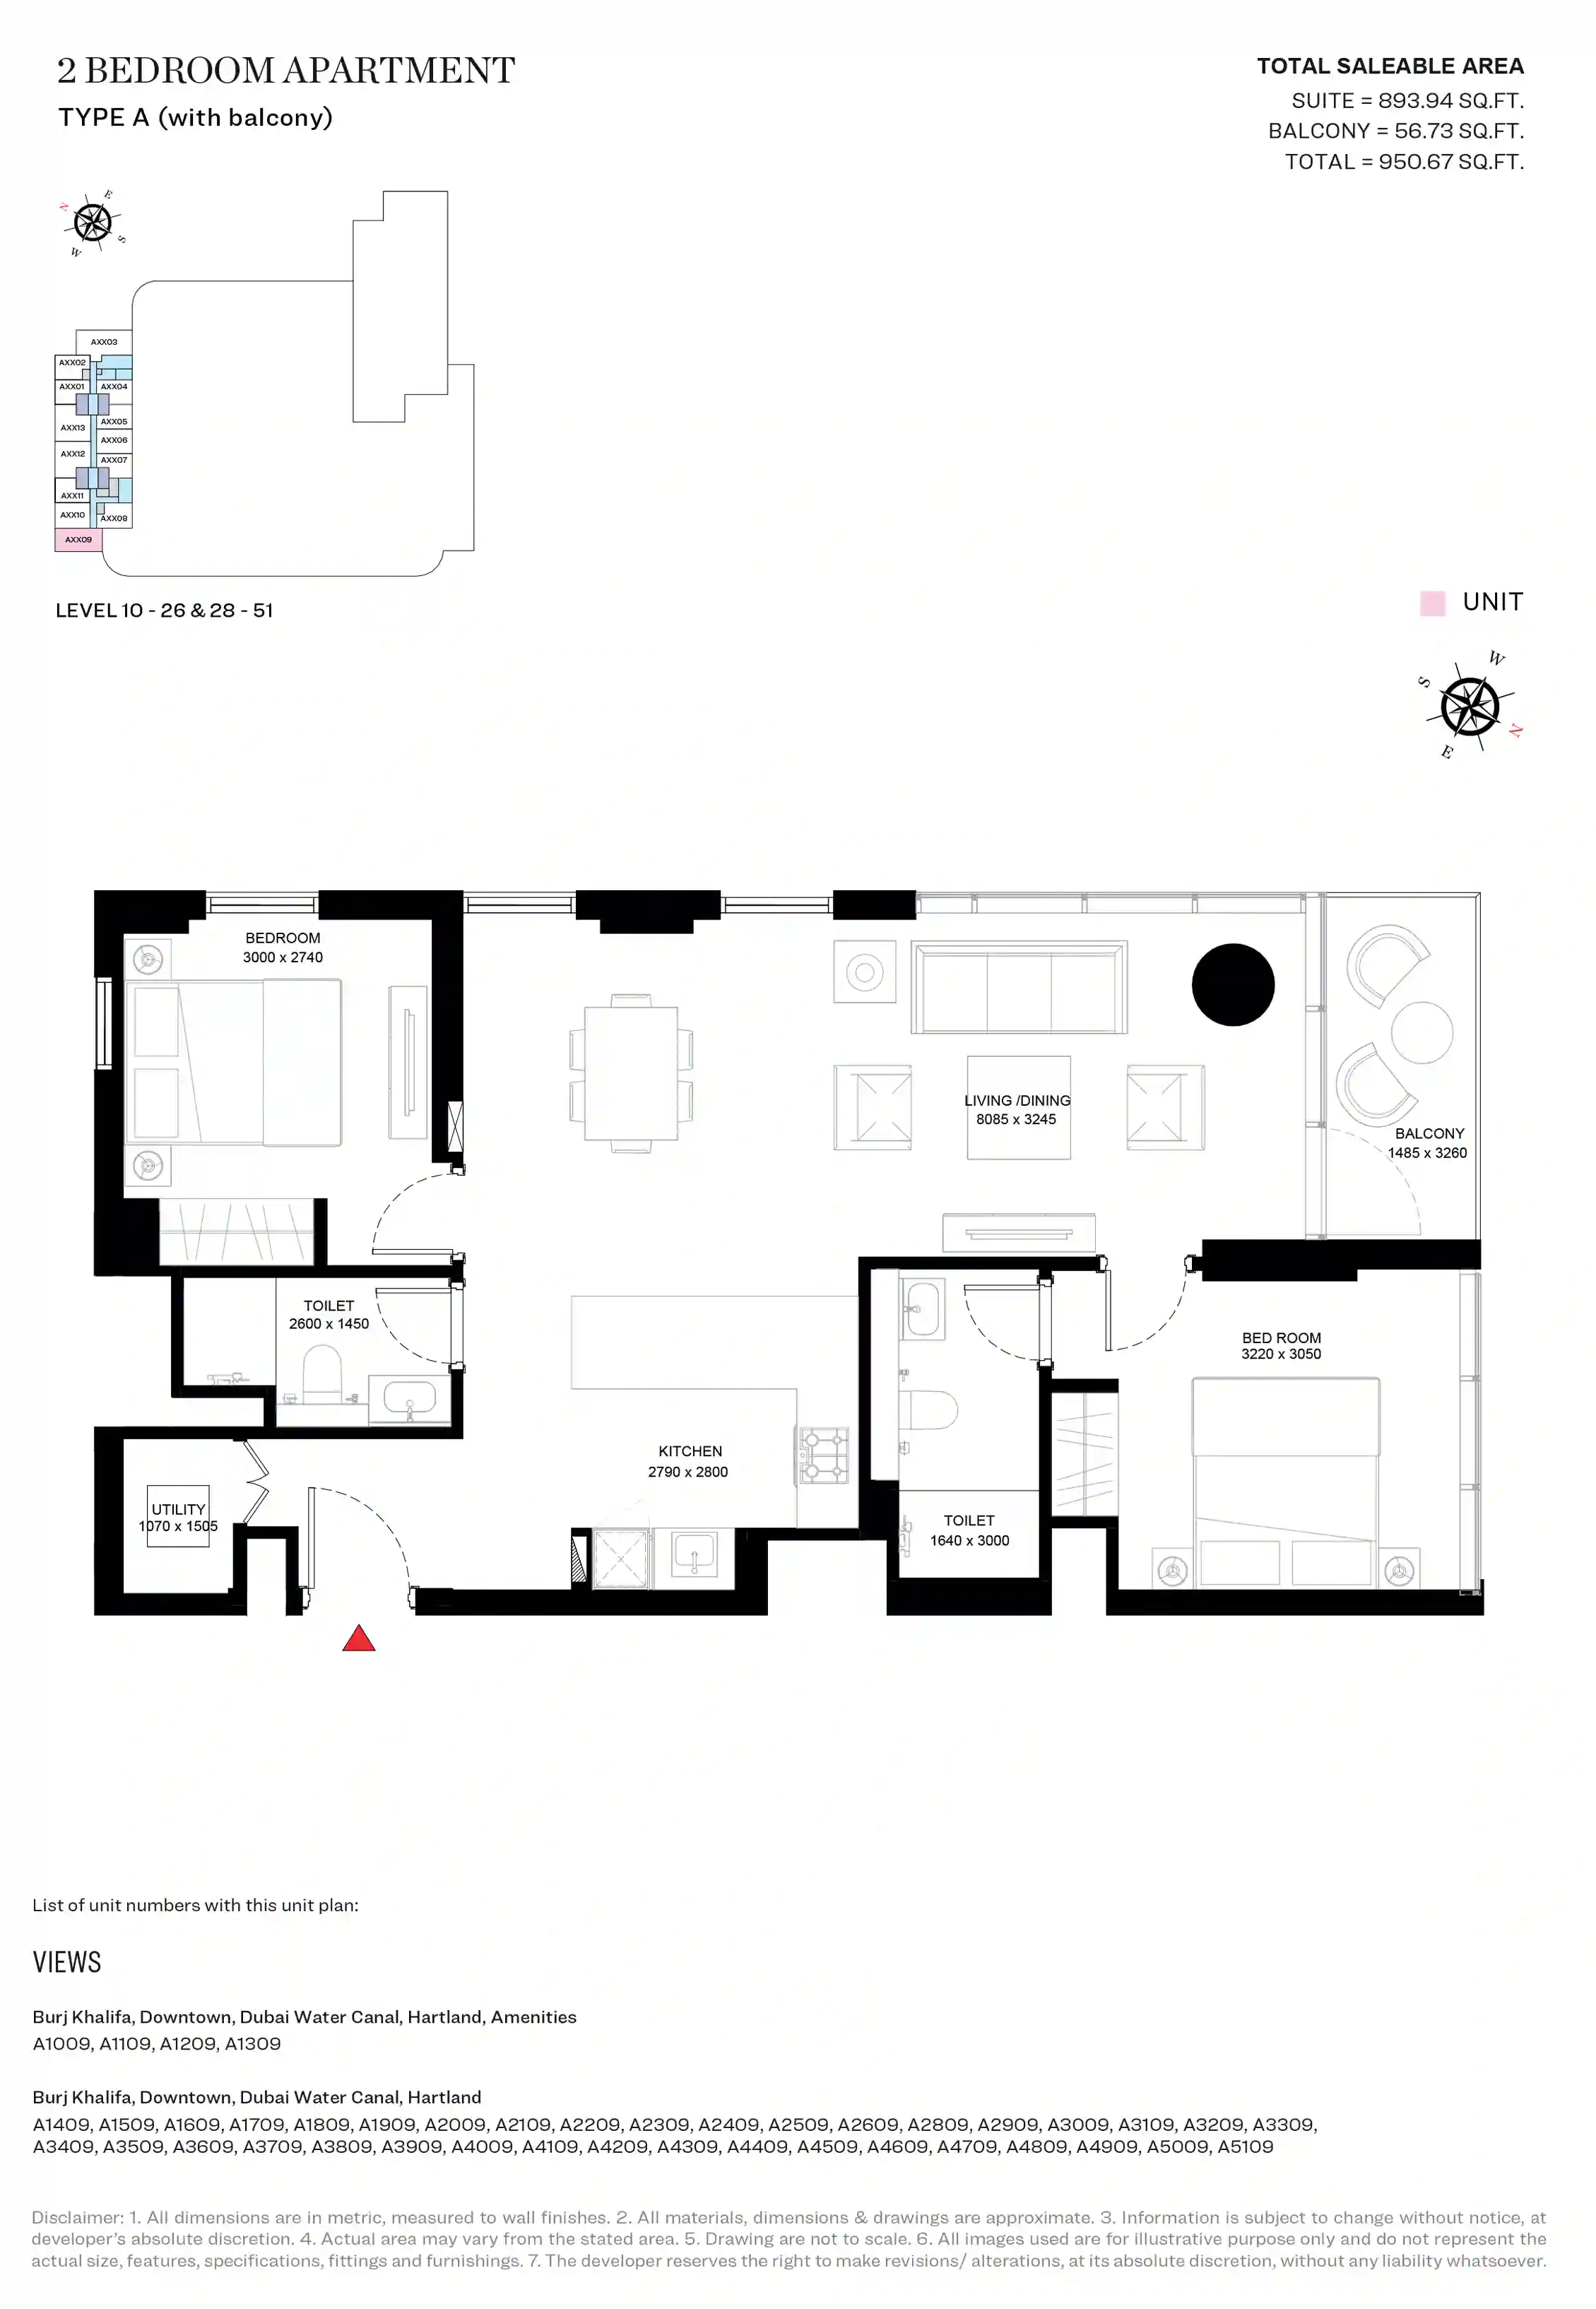 2 BEDROOM APARTMENT
TYPE A (with balcony)
TOTAL SALEABLE AREA
SUITE = 893.94 SQ.FT.
BALCONY = 56.73 SQ.FT.
TOTAL = 950.67 SQ.FT.
N
E
S
W
AXX03
AXX02
AXX01
AXX04
AXX13
AXX05
AXX06
AXX12
AXX07
AXX11
AXX10
AXX08
AXX09
LEVEL 10 - 26 & 28 - 51
UNIT
W
S
N
E
BEDROOM
3000 x 2740
LIVING /DINING
8085 x 3245
BALCONY
1485 x 3260
TOILET
2600 x 1450
BED ROOM
3220 x 3050
KITCHEN
2790 x 2800
UTILITY
1070 x 1505
TOILET
1640 x 3000
List of unit numbers with this unit plan:
VIEWS
Burj Khalifa, Downtown, Dubai Water Canal, Hartland, Amenities
A1009, A1109, A1209, A1309
Burj Khalifa, Downtown, Dubai Water Canal, Hartland
A1409, A1509, A1609, A1709, A1809, A1909, A2009, A2109, A2209, A2309, A2409, A2509, A2609, A2809, A2909, A3009, A3109, A3209, A3309,
A3409, A3509, A3609, A3709, A3809, A3909, A4009, A4109, A4209, A4309, A4409, A4509, A4609, A4709, A4809, A4909, A5009, A5109
Disclaimer: 1. All dimensions are in metric, measured to wall finishes. 2. All materials, dimensions & drawings are approximate. 3. Information is subject to change without notice, at
developer's absolute discretion. 4. Actual area may vary from the stated area. 5. Drawing are not to scale. 6. All images used are for illustrative purpose only and do not represent the
actual size, features, specifications, fittings and furnishings. 7. The developer reserves the right to make revisions/ alterations, at its absolute discretion, without any liability whatsoever.